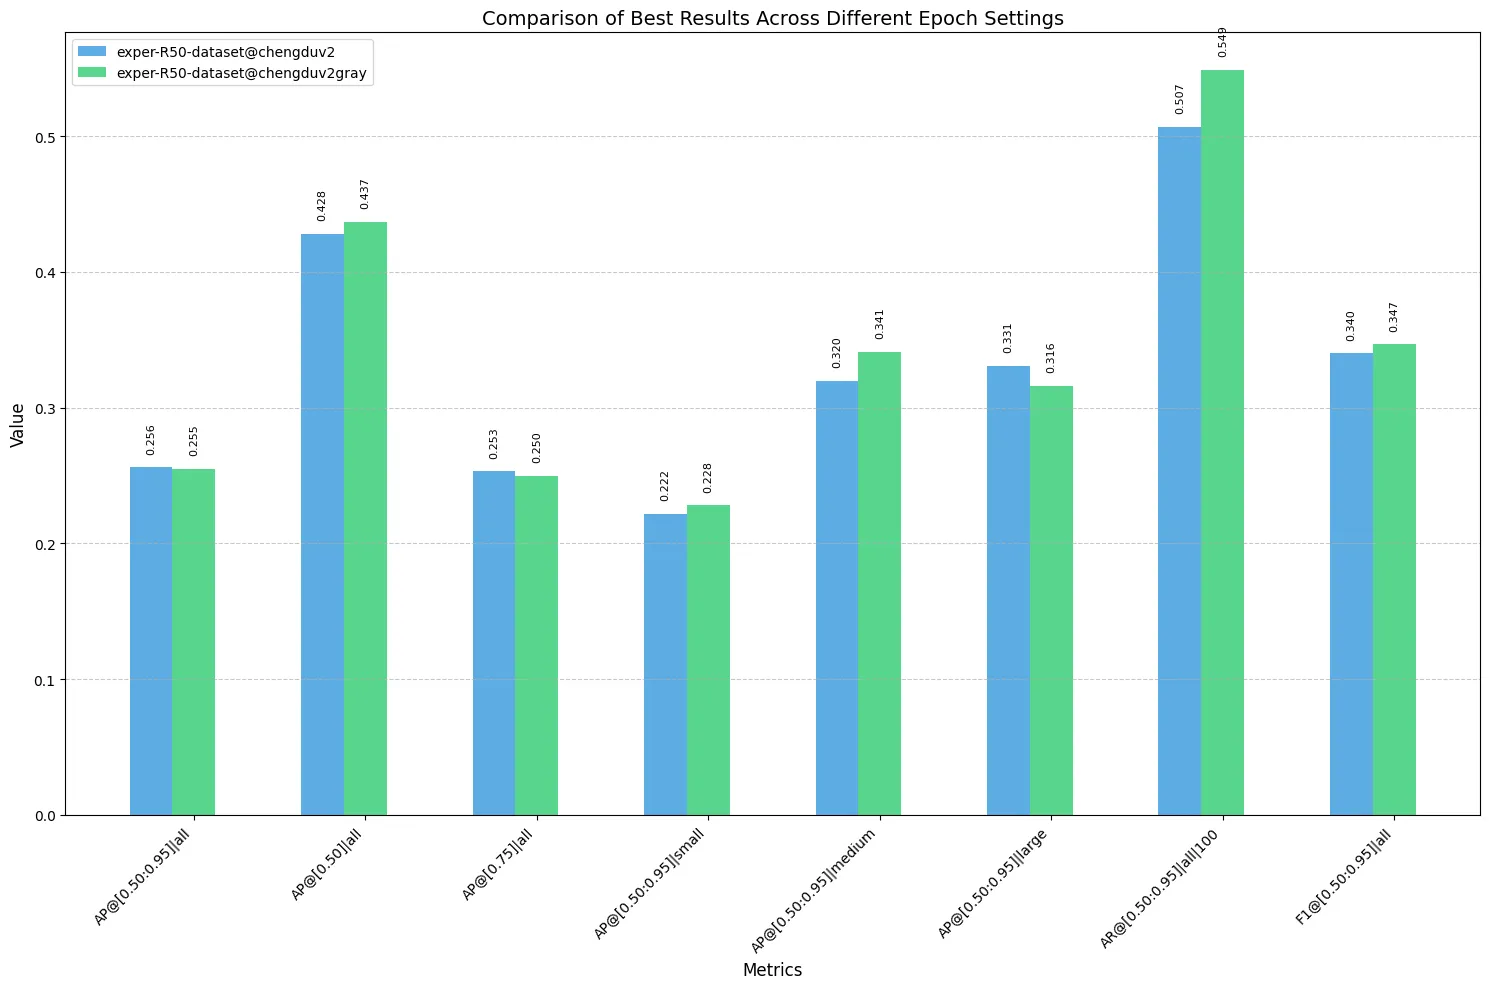 Comparison of Best Results Across Different Epoch Settings
exper-R50-dataset@chengduv2
exper-R50-dataset@chengduv2gray
Value
0.5
0.4
0.3
0.2
0.1
0.0
0.256
0.255
0.428
0.437
0.253
0.250
0.222
0.228
0.320
0.341
0.331
0.316
0.507
0.549
0.340
0.347
AP@[0.50:0.95]|all
AP@[0.50]|all
AP@[0.75]|all
AP@[0.50:0.95]|small
AP@[0.50:0.95]|medium
AP@[0.50:0.95]|large
AR@[0.50:0.95]|all|100
F1@[0.50:0.95]|all
Metrics